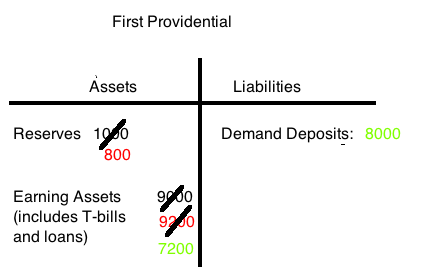 First Providential
Assets Liabilities
Reserves 1000 Demand Deposits: 8000
800
Earning Assets 9000
(includes T-bills 9200
and loans) 7200